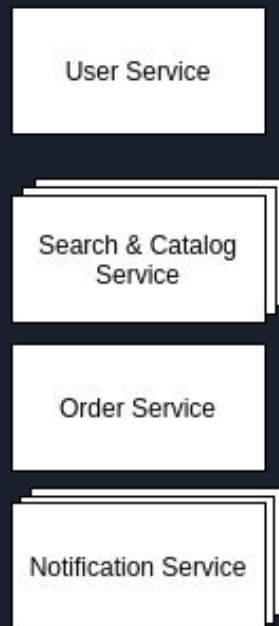 User Service
Search & Catalog
Service
Order Service
Notification Service